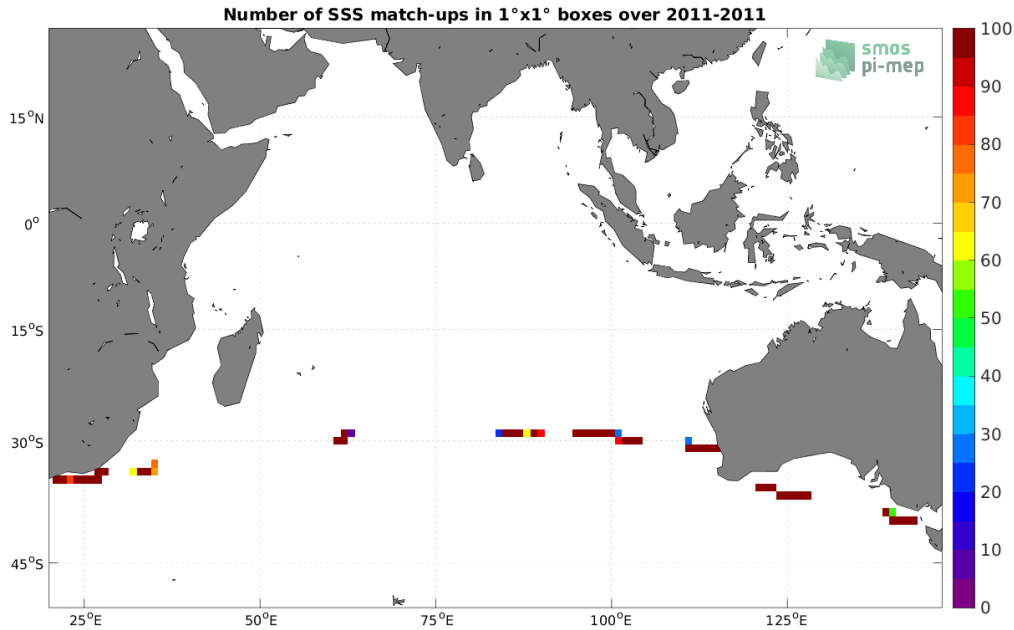 Number of SSS match-ups in 1°x1° boxes over 2011-2011
smos
pi-mep
100
90
80
70
60
50
40
30
20
10
0
15°N
0°
15°S
30°S
45°S
25°E
50°E
75°E
100°E
125°E